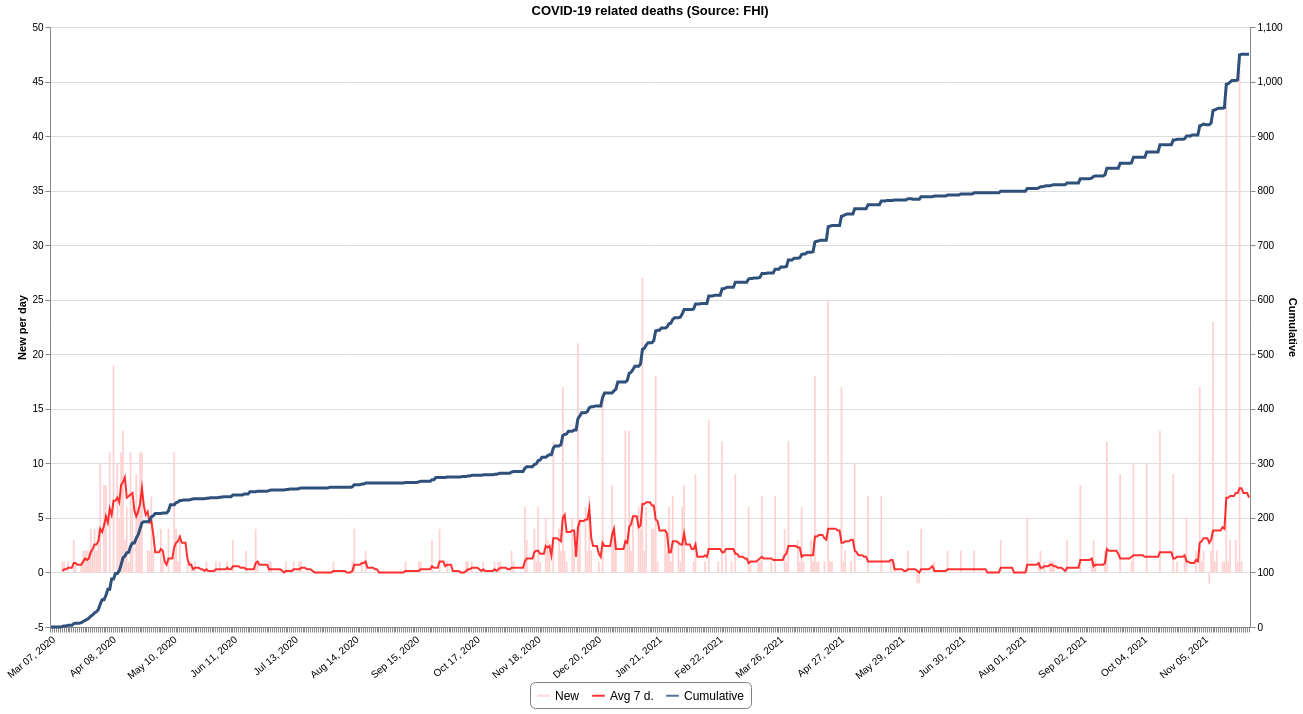 COVID-19 related deaths (Source: FHI)
50
45
40
35
30
25
20
15
10
5
0
-5
New per day
1,100
1,000
900
800
700
600
500
400
300
200
100
0
Cumulative
Mar 07, 2020
Apr 08, 2020
May 10, 2020
Jun 11, 2020
Jul 13, 2020
Aug 14, 2020
Sep 15, 2020
Oct 17, 2020
Nov 18, 2020
Dec 20, 2020
Jan 21, 2021
Feb 22, 2021
Mar 26, 2021
Apr 27, 2021
May 29, 2021
Jun 30, 2021
Aug 01, 2021
Sep 02, 2021
Oct 04, 2021
Nov 05, 2021
New Avg 7 d. Cumulative